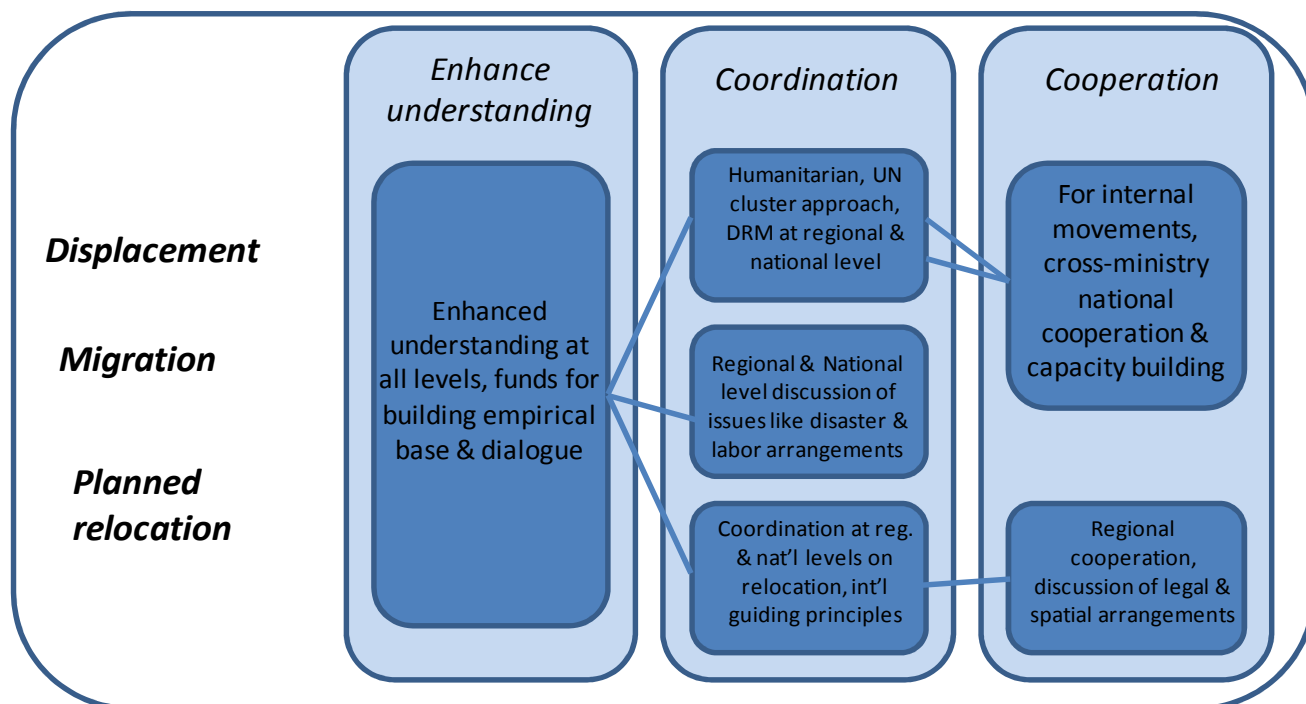 Enhance
understanding
Coordination
Cooperation
Displacement
Migration
Planned
relocation
Enhanced
understanding at
all levels, funds for
building empirical
base & dialogue
Humanitarian, UN
cluster approach,
DRM at regional &
national level
Regional & National
level discussion of
issues like disaster &
labor arrangements
Coordination at reg.
& nat'l levels on
relocation, int'l
guiding principles
For internal
movements,
cross-ministry
national
cooperation &
capacity building
Regional
cooperation,
discussion of legal &
spatial arrangements